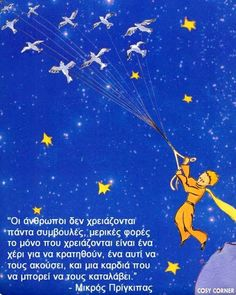 "Οι άνθρωποι δεν χρειάζονται
πάντα συμβουλές, μερικές φορές
το μόνο που χρειάζονται είναι ένα
χέρι για να κρατηθούν, ένα αυτί να
τους ακούσει, και μια καρδιά που
να μπορεί να τους καταλάβει."
- Μικρός Πρίγκιπας
COSY CORNER